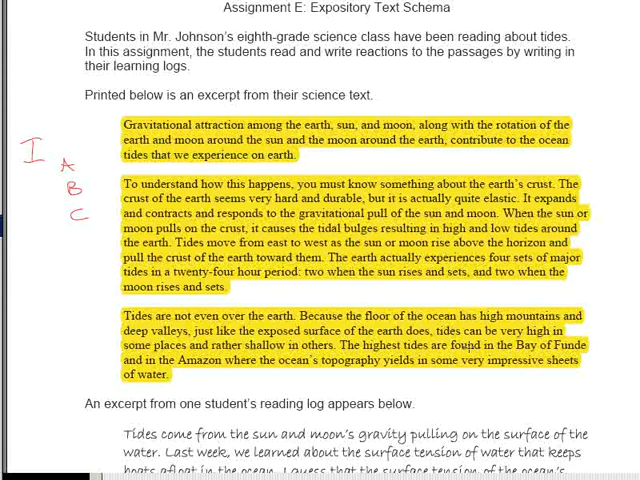 Assignment E: Expository Text Schema
Students in Mr. Johnson's eighth-grade science class have been reading about tides.
In this assignment, the students read and write reactions to the passages by writing in
their learning logs.
Printed below is an excerpt from their science text.
Gravitational attraction among the earth, sun, and moon, along with the rotation of the
earth and moon around the sun and the moon around the earth, contribute to the ocean
tides that we experience on earth.
I
A
B
C
To understand how this happens, you must know something about the earth's crust. The
crust of the earth seems very hard and durable, but it is actually quite elastic. It expands
and contracts and responds to the gravitational pull of the sun and moon. When the sun or
moon pulls on the crust, it causes the tidal bulges resulting in high and low tides around
the earth. Tides move from east to west as the sun or moon rise above the horizon and
pull the crust of the earth toward them. The earth actually experiences four sets of major
tides in a twenty-four hour period: two when the sun rises and sets, and two when the
moon rises and sets.
Tides are not even over the earth. Because the floor of the ocean has high mountains and
deep valleys, just like the exposed surface of the earth does, tides can be very high in
some places and rather shallow in others. The highest tides are found in the Bay of Funde
and in the Amazon where the ocean's topography yields in some very impressive sheets
of water.
An excerpt from one student's reading log appears below.
Tides come from the sun and moon's gravity pulling on the surface of the
water. Last week, we learned about the surface tension of water that keeps
boats afloat in the ocean. I guess that the surface tension of the ocean's